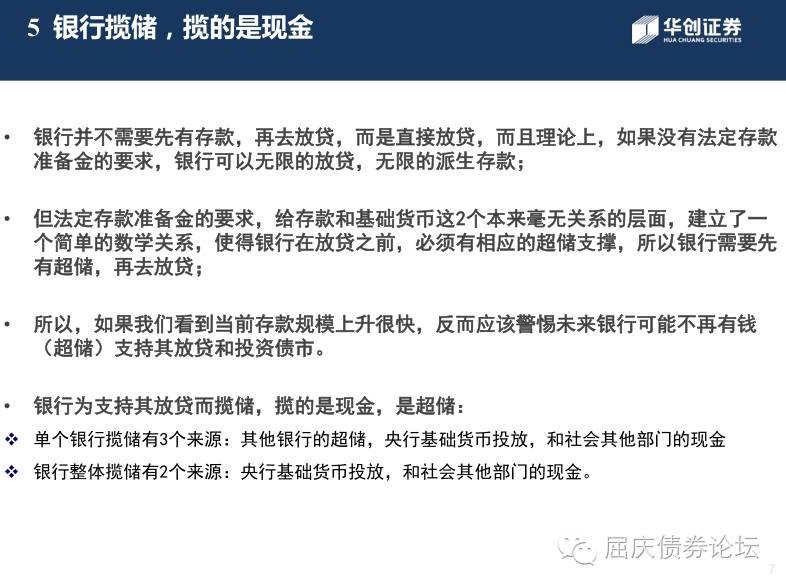 5 银行揽储，揽的是现金
华创证券
HUA CHUANG SECURITIES
• 银行并不需要先有存款，再去放贷，而是直接放贷，而且理论上，如果没有法定存款
准备金的要求，银行可以无限的放贷，无限的派生存款；
• 但法定存款准备金的要求，给存款和基础货币这2个本来毫无关系的层面，建立了一
个简单的数学关系，使得银行在放贷之前，必须有相应的超储支撑，所以银行需要先
有超储，再去放贷；
• 所以，如果我们看到当前存款规模上升很快，反而应该警惕未来银行可能不再有钱
（超储）支持其放贷和投资债市。
• 银行为支持其放贷而揽储，揽的是现金，是超储：
❖ 单个银行揽储有3个来源：其他银行的超储，央行基础货币投放，和社会其他部门的现金
❖ 银行整体揽储有2个来源：央行基础货币投放，和社会其他部门的现金。
屈庆债券论坛
7